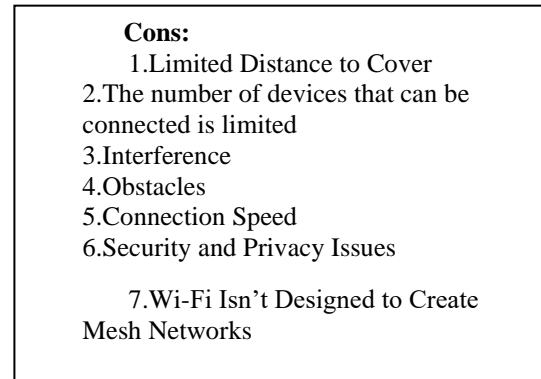 Cons:
1.Limited Distance to Cover
2.The number of devices that can be
connected is limited
3.Interference
4.Obstacles
5.Connection Speed
6.Security and Privacy Issues
7.Wi-Fi Isn’t Designed to Create
Mesh Networks